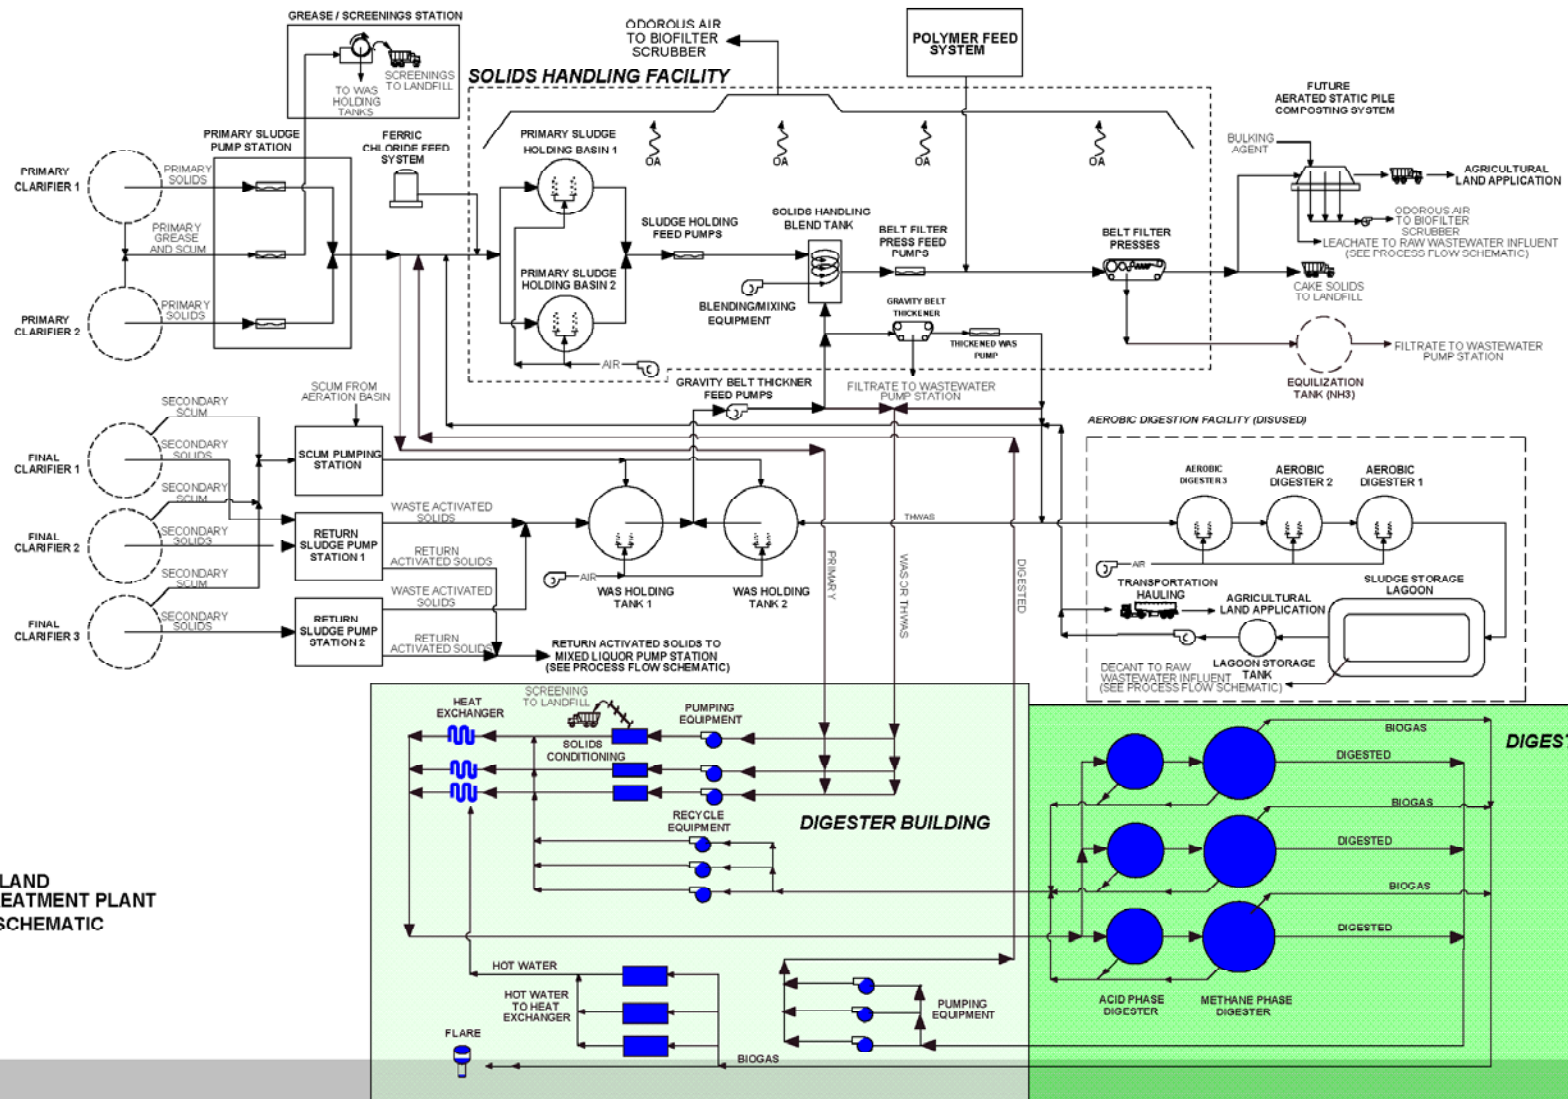 GREASE / SCREENINGS STATION
SCREENINGS
TO LANDFILL
TO WAS
HOLDING
TANKS
ODOROUS AIR
TO BIOFILTER
SCRUBBER
POLYMER FEED
SYSTEM
SOLIDS HANDLING FACILITY
FUTURE
AERATED STATIC PILE
COMPOSTING SYSTEM
PRIMARY SLUDGE
PUMP STATION
FERRIC
CHLORIDE FEED
SYSTEM
PRIMARY SLUDGE
HOLDING BASIN 1
OA
OA
OA
OA
BULKING
AGENT
PRIMARY
CLARIFIER 1
PRIMARY
SOLIDS
AGRICULTURAL
LAND APPLICATION
PRIMARY
GREASE
AND SCUM
SLUDGE HOLDING
FEED PUMPS
SOLIDS HANDLING
BLEND TANK
BELT FILTER
PRESS FEED
PUMPS
BELT FILTER
PRESSES
ODOROUS AIR
TO BIOFILTER
SCRUBBER
LEACHATE TO RAW WASTEWATER INFLUENT
(SEE PROCESS FLOW SCHEMATIC)
PRIMARY SLUDGE
HOLDING BASIN 2
CAKE SOLIDS
TO LANDFILL
PRIMARY
CLARIFIER 2
PRIMARY
SOLIDS
BLENDING/MIXING
EQUIPMENT
GRAVITY BELT
THICKENER
THICKENED WAS
PUMP
FILTRATE TO WASTEWATER
PUMP STATION
AIR
GRAVITY BELT THICKNER
FEED PUMPS
FILTRATE TO WASTEWATER
PUMP STATION
EQUILIZATION
TANK (NH3)
SCUM FROM
AERATION BASIN
AEROBIC DIGESTION FACILITY (DISUSED)
SECONDARY
SCUM
FINAL
CLARIFIER 1
SECONDARY
SOLIDS
SCUM PUMPING
STATION
AEROBIC
DIGESTER 3
AEROBIC
DIGESTER 2
AEROBIC
DIGESTER 1
SECONDARY
SCUM
WASTE ACTIVATED
SOLIDS
THWAS
FINAL
CLARIFIER 2
SECONDARY
SOLIDS
RETURN
SLUDGE PUMP
STATION 1
RETURN
ACTIVATED SOLIDS
AIR
AIR
SECONDARY
SCUM
WASTE ACTIVATED
SOLIDS
WAS HOLDING
TANK 1
WAS HOLDING
TANK 2
PRIMARY
WAS OR THWAS
DIGESTED
TRANSPORTATION
HAULING
AGRICULTURAL
LAND APPLICATION
SLUDGE STORAGE
LAGOON
FINAL
CLARIFIER 3
SECONDARY
SOLIDS
RETURN
SLUDGE PUMP
STATION 2
RETURN
ACTIVATED SOLIDS
RETURN ACTIVATED SOLIDS TO
MIXED LIQUOR PUMP STATION
(SEE PROCESS FLOW SCHEMATIC)
LAGOON STORAGE
TANK
DECANT TO RAW
WASTEWATER INFLUENT
(SEE PROCESS FLOW SCHEMATIC)
HEAT
EXCHANGER
SCREENING
TO LANDFILL
PUMPING
EQUIPMENT
SOLIDS
CONDITIONING
BIOGAS
DIGEST
DIGESTED
RECYCLE
EQUIPMENT
DIGESTER BUILDING
BIOGAS
DIGESTED
LAND
EATMENT PLANT
SCHEMATIC
BIOGAS
DIGESTED
HOT WATER
HOT WATER
TO HEAT
EXCHANGER
PUMPING
EQUIPMENT
ACID PHASE
DIGESTER
METHANE PHASE
DIGESTER
FLARE
BIOGAS